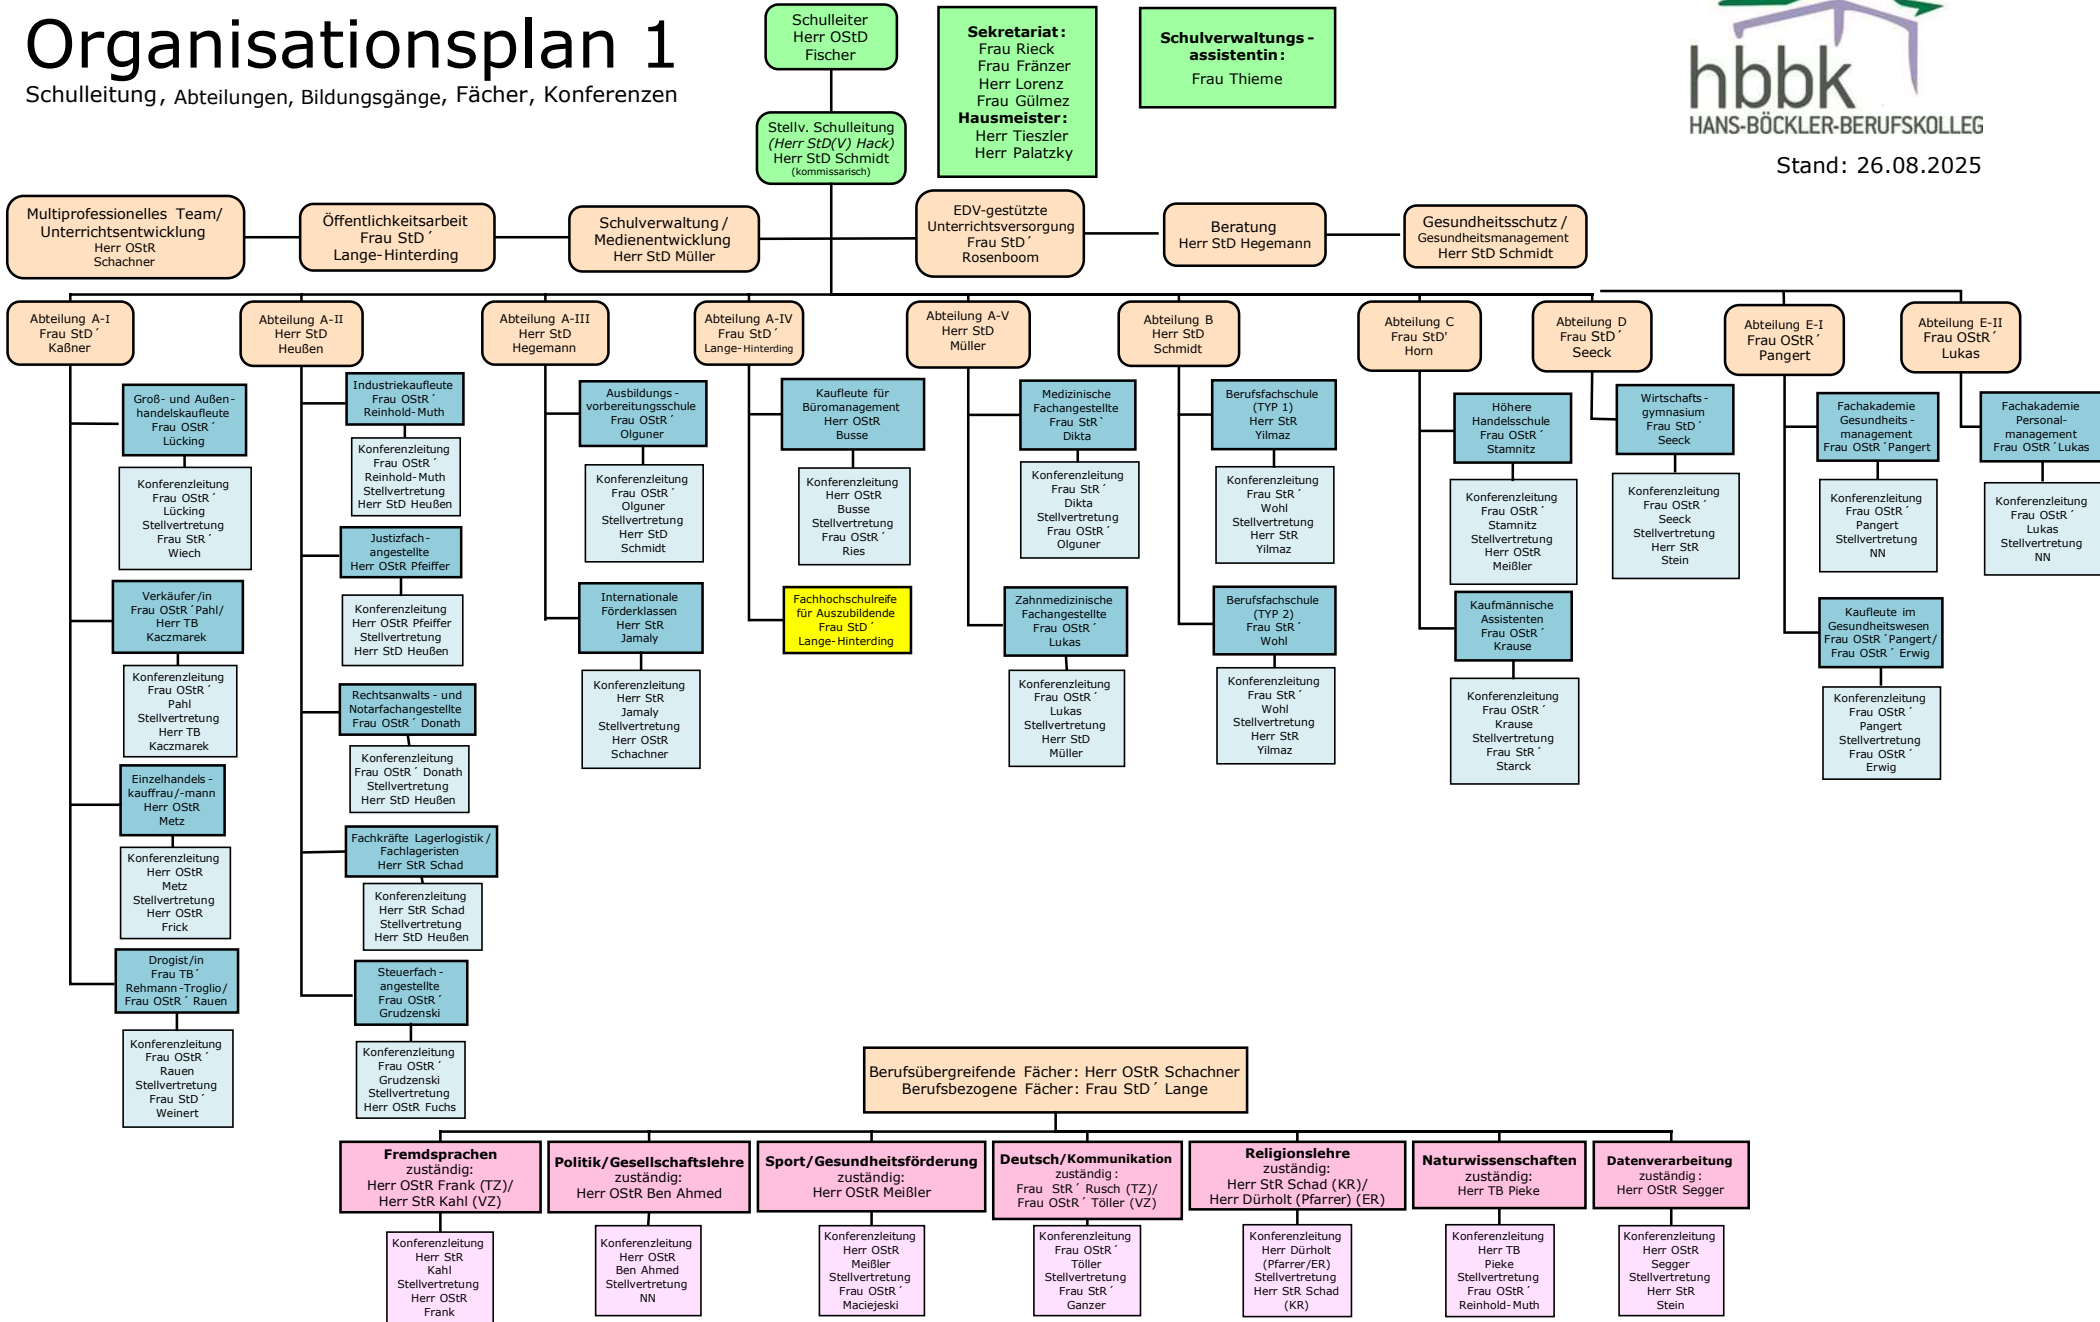 Organisationsplan 1
Schulleitung, Abteilungen, Bildungsgänge, Fächer, Konferenzen
Schulleiter
Herr OStD
Fischer
Stellv. Schulleitung
(Herr StD(V) Hack)
Herr StD Schmidt
(kommissarisch)
Sekretariat:
Frau Rieck
Frau Fränzer
Herr Lorenz
Frau Gülmez
Hausmeister:
Herr Tieszler
Herr Palatzky
Schulverwaltungs-
assistentin:
Frau Thieme
hbbk
HANS-BÖCKLER-BERUFSKOLLEG
Stand: 26.08.2025
Multiprofessionelles Team/
Unterrichtsentwicklung
Herr OStR
Schachner
Öffentlichkeitsarbeit
Frau StD´
Lange-Hinterding
Schulverwaltung /
Medienentwicklung
Herr StD Müller
EDV-gestützte
Unterrichtsversorgung
Frau StD´
Rosenboom
Beratung
Herr StD Hegemann
Gesundheitsschutz /
Gesundheitsmanagement
Herr StD Schmidt
Abteilung A-I
Frau StD´
Kaßner
Abteilung A-II
Herr StD
Heußen
Abteilung A-III
Herr StD
Hegemann
Abteilung A-IV
Frau StD´
Lange-Hinterding
Abteilung A-V
Herr StD
Müller
Abteilung B
Herr StD
Schmidt
Abteilung C
Frau StD'
Horn
Abteilung D
Frau StD´
Seeck
Abteilung E-I
Frau OStR´
Pangert
Abteilung E-II
Frau OStR´
Lukas
Groß- und Außen-
handelskaufleute
Frau OStR´
Lücking
Konferenzleitung
Frau OStR´
Lücking
Stellvertretung
Frau StR´
Wiech
Verkäufer/in
Frau OStR´Pahl/
Herr TB
Kaczmarek
Konferenzleitung
Frau OStR´
Pahl
Stellvertretung
Herr TB
Kaczmarek
Einzelhandels-
kauffrau/-mann
Herr OStR
Metz
Konferenzleitung
Herr OStR
Metz
Stellvertretung
Herr OStR
Frick
Drogist/in
Frau TB´
Rehmann-Troglio/
Frau OStR´ Rauen
Konferenzleitung
Frau OStR´
Rauen
Stellvertretung
Frau StD´
Weinert
Industriekaufleute
Frau OStR´
Reinhold-Muth
Konferenzleitung
Frau OStR´
Reinhold-Muth
Stellvertretung
Herr StD Heußen
Justizfach-
angestellte
Herr OStR Pfeiffer
Konferenzleitung
Herr OStR Pfeiffer
Stellvertretung
Herr StD Heußen
Rechtsanwalts - und
Notarfachangestellte
Frau OStR´ Donath
Konferenzleitung
Frau OStR´ Donath
Stellvertretung
Herr StD Heußen
Fachkräfte Lagerlogistik/
Fachlageristen
Herr StR Schad
Konferenzleitung
Herr StR Schad
Stellvertretung
Herr StD Heußen
Steuerfach-
angestellte
Frau OStR´
Grudzenski
Konferenzleitung
Frau OStR´
Grudzenski
Stellvertretung
Herr OStR Fuchs
Ausbildungs-
vorbereitungsschule
Frau OStR´
Olguner
Konferenzleitung
Frau OStR´
Olguner
Stellvertretung
Herr StD
Schmidt
Internationale
Förderklassen
Herr StR
Jamaly
Konferenzleitung
Herr StR
Jamaly
Stellvertretung
Herr OStR
Schachner
Kaufleute für
Büromanagement
Herr OStR
Busse
Konferenzleitung
Herr OStR
Busse
Stellvertretung
Frau OStR´
Ries
Fachhochschulreife
für Auszubildende
Frau StD´
Lange-Hinterding
Medizinische
Fachangestellte
Frau StR`
Dikta
Konferenzleitung
Frau StR´
Dikta
Stellvertretung
Frau OStR´
Olguner
Zahnmedizinische
Fachangestellte
Frau OStR´
Lukas
Konferenzleitung
Frau OStR´
Lukas
Stellvertretung
Herr StD
Müller
Berufsfachschule
(TYP 1)
Herr StR
Yilmaz
Konferenzleitung
Frau StR´
Wohl
Stellvertretung
Herr StR
Yilmaz
Berufsfachschule
(TYP 2)
Frau StR´
Wohl
Konferenzleitung
Frau StR´
Wohl
Stellvertretung
Herr StR
Yilmaz
Höhere
Handelsschule
Frau OStR´
Stamnitz
Konferenzleitung
Frau OStR´
Stamnitz
Stellvertretung
Herr OStR
Meißler
Kaufmännische
Assistenten
Frau OStR´
Krause
Konferenzleitung
Frau OStR´
Krause
Stellvertretung
Frau StR´
Starck
Wirtschafts-
gymnasium
Frau StD´
Seeck
Konferenzleitung
Frau OStR´
Seeck
Stellvertretung
Herr StR
Stein
Fachakademie
Gesundheits-
management
Frau OStR´Pangert
Konferenzleitung
Frau OStR´
Pangert
Stellvertretung
NN
Kaufleute im
Gesundheitswesen
Frau OStR´Pangert/
Frau OStR´ Erwig
Konferenzleitung
Frau OStR´
Pangert
Stellvertretung
Frau OStR´
Erwig
Fachakademie
Personal-
management
Frau OStR´Lukas
Konferenzleitung
Frau OStR´
Lukas
Stellvertretung
NN
Berufsübergreifende Fächer: Herr OStR Schachner
Berufsbezogene Fächer: Frau StD´ Lange
Fremdsprachen
zuständig:
Herr OStR Frank (TZ)/
Herr StR Kahl (VZ)
Konferenzleitung
Herr StR
Kahl
Stellvertretung
Herr OStR
Frank
Politik/Gesellschaftslehre
zuständig:
Herr OStR Ben Ahmed
Konferenzleitung
Herr OStR
Ben Ahmed
Stellvertretung
NN
Sport/Gesundheitsförderung
zuständig:
Herr OStR Meißler
Konferenzleitung
Herr OStR
Meißler
Stellvertretung
Frau OStR´
Maciejeski
Deutsch/Kommunikation
zuständig:
Frau StR´ Rusch (TZ)/
Frau OStR´ Töller (VZ)
Konferenzleitung
Frau OStR´
Töller
Stellvertretung
Frau StR´
Ganzer
Religionslehre
zuständig:
Herr StR Schad (KR)/
Herr Dürholt (Pfarrer) (ER)
Konferenzleitung
Herr Dürholt
(Pfarrer/ER)
Stellvertretung
Herr StR Schad
(KR)
Naturwissenschaften
zuständig:
Herr TB Pieke
Konferenzleitung
Herr TB
Pieke
Stellvertretung
Frau OStR´
Reinhold-Muth
Datenverarbeitung
zuständig:
Herr OStR Segger
Konferenzleitung
Herr OStR
Segger
Stellvertretung
Herr StR
Stein